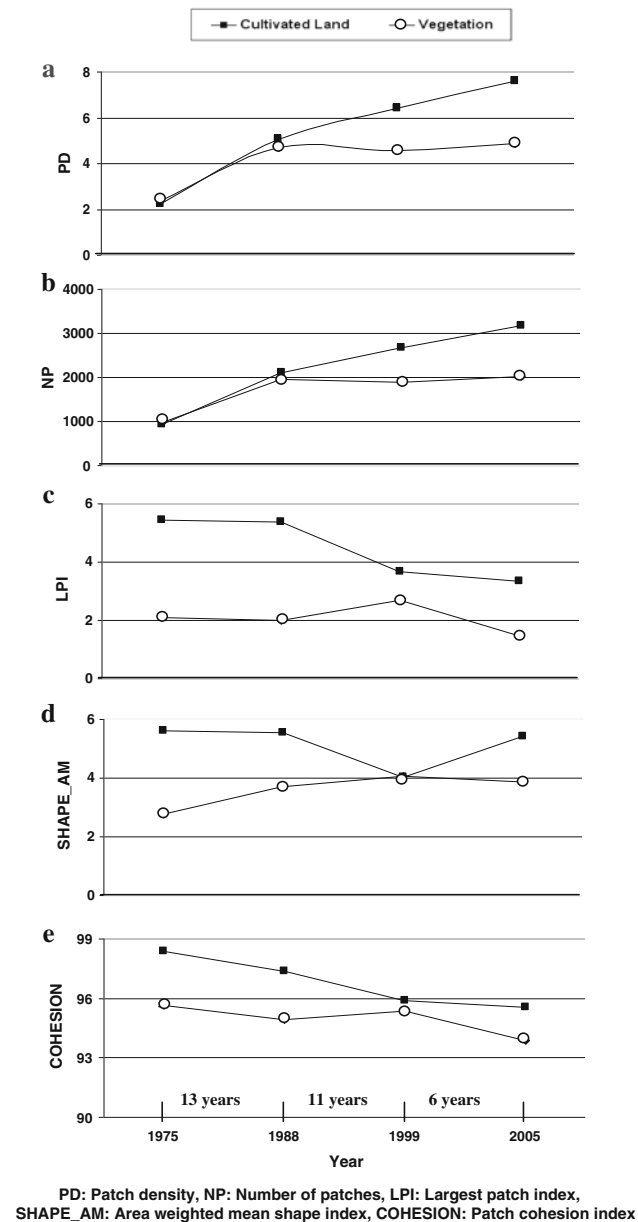 Cultivated Land Vegetation
a
8
6
4
2
0
PD
b
4000
3000
2000
1000
0
NP
c
6
4
2
0
LPI
d
6
4
2
0
SHAPE_AM
e
99
96
93
90
COHESION
13 years 11 years 6 years
1975 1988 1999 2005
Year
PD: Patch density, NP: Number of patches, LPI: Largest patch index,
SHAPE_AM: Area weighted mean shape index, COHESION: Patch cohesion index